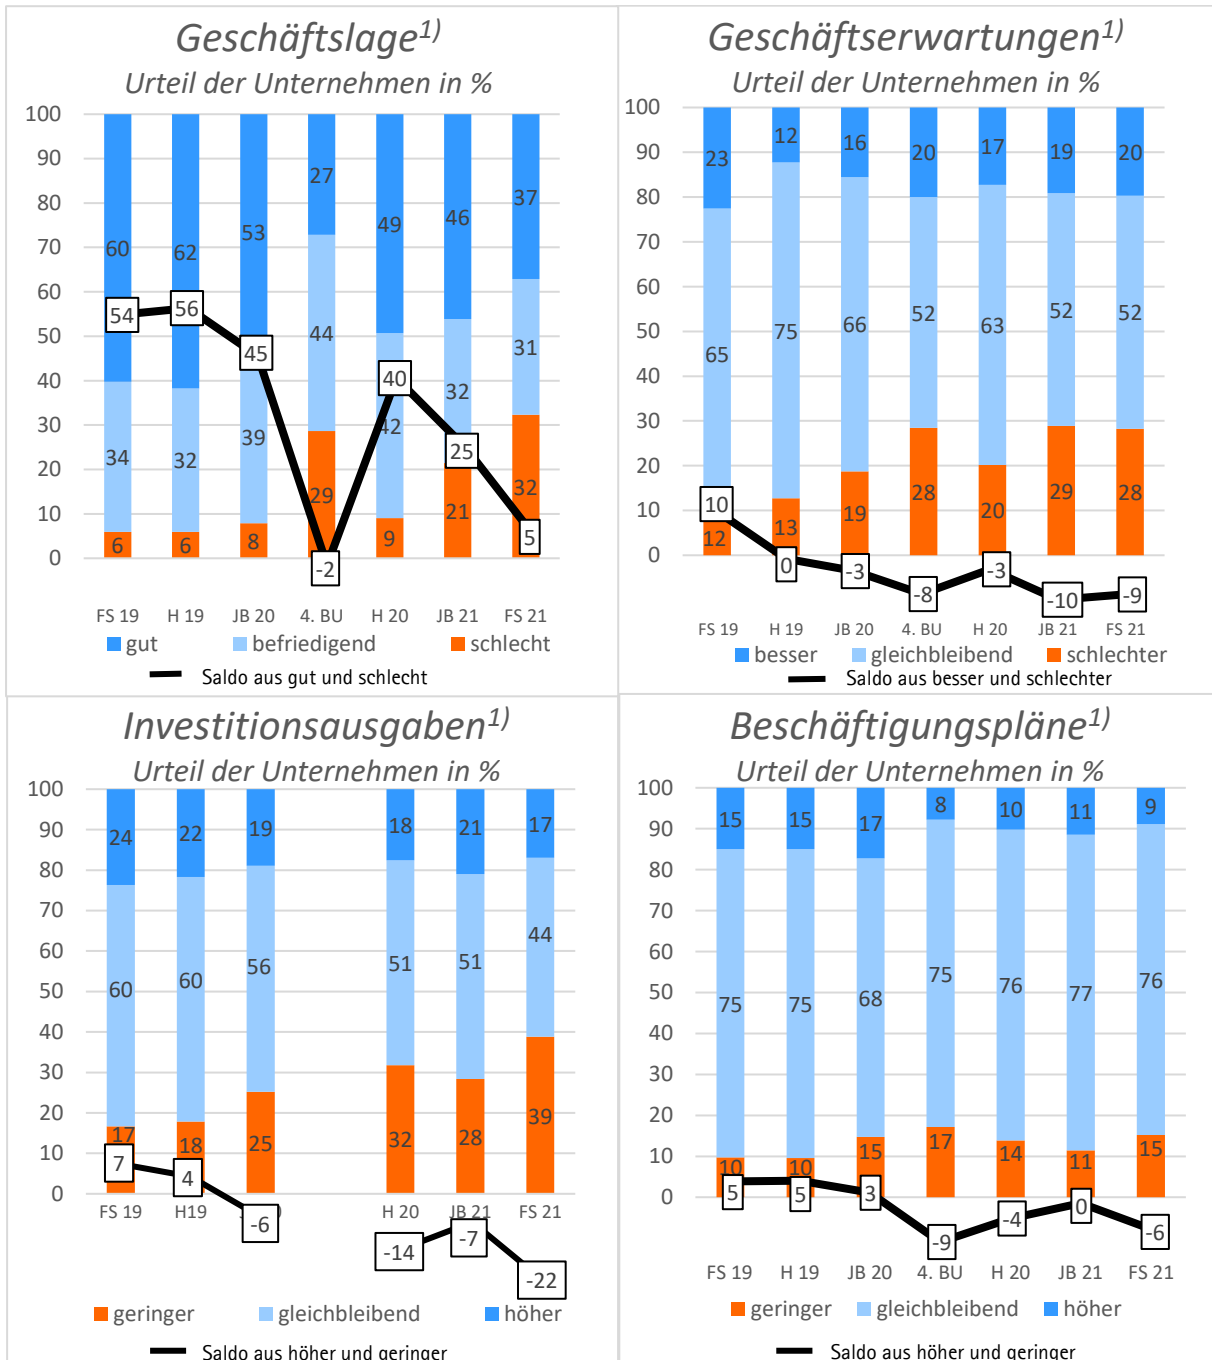 Geschäftslage1)
Urteil der Unternehmen in %
100
90
80
70
60
50
40
30
20
10
0
60 62 53 27 49 46 37
34 32 39 44 42 32 31
6 6 8 29 9 21 32
54 56 45 -2 40 25 5
FS 19 H 19 JB 20 4. BU H 20 JB 21 FS 21
gut befriedigend schlecht
Saldo aus gut und schlecht
Geschäftserwartungen1)
Urteil der Unternehmen in %
100
90
80
70
60
50
40
30
20
10
0
23 12 16 20 17 19 20
65 75 66 52 63 52 52
12 13 19 28 20 29 28
10 0 -3 -8 -3 -10 -9
FS 19 H 19 JB 20 4. BU H 20 JB 21 FS 21
besser gleichbleibend schlechter
Saldo aus besser und schlechter
Investitionsausgaben1)
Urteil der Unternehmen in %
100
90
80
70
60
50
40
30
20
10
0
24 22 19 18 21 17
60 60 56 51 51 44
17 18 25 32 28 39
7 4 -6 -14 -7 -22
FS 19 H19 H 20 JB 21 FS 21
geringer gleichbleibend höher
Saldo aus höher und geringer
Beschäftigungspläne1)
Urteil der Unternehmen in %
100
90
80
70
60
50
40
30
20
10
0
15 15 17 8 10 11 9
75 75 68 75 76 77 76
10 10 15 17 14 11 15
5 5 3 -9 -4 0 -6
FS 19 H 19 JB 20 4. BU H 20 JB 21 FS 21
geringer gleichbleibend höher
Saldo aus höher und geringer